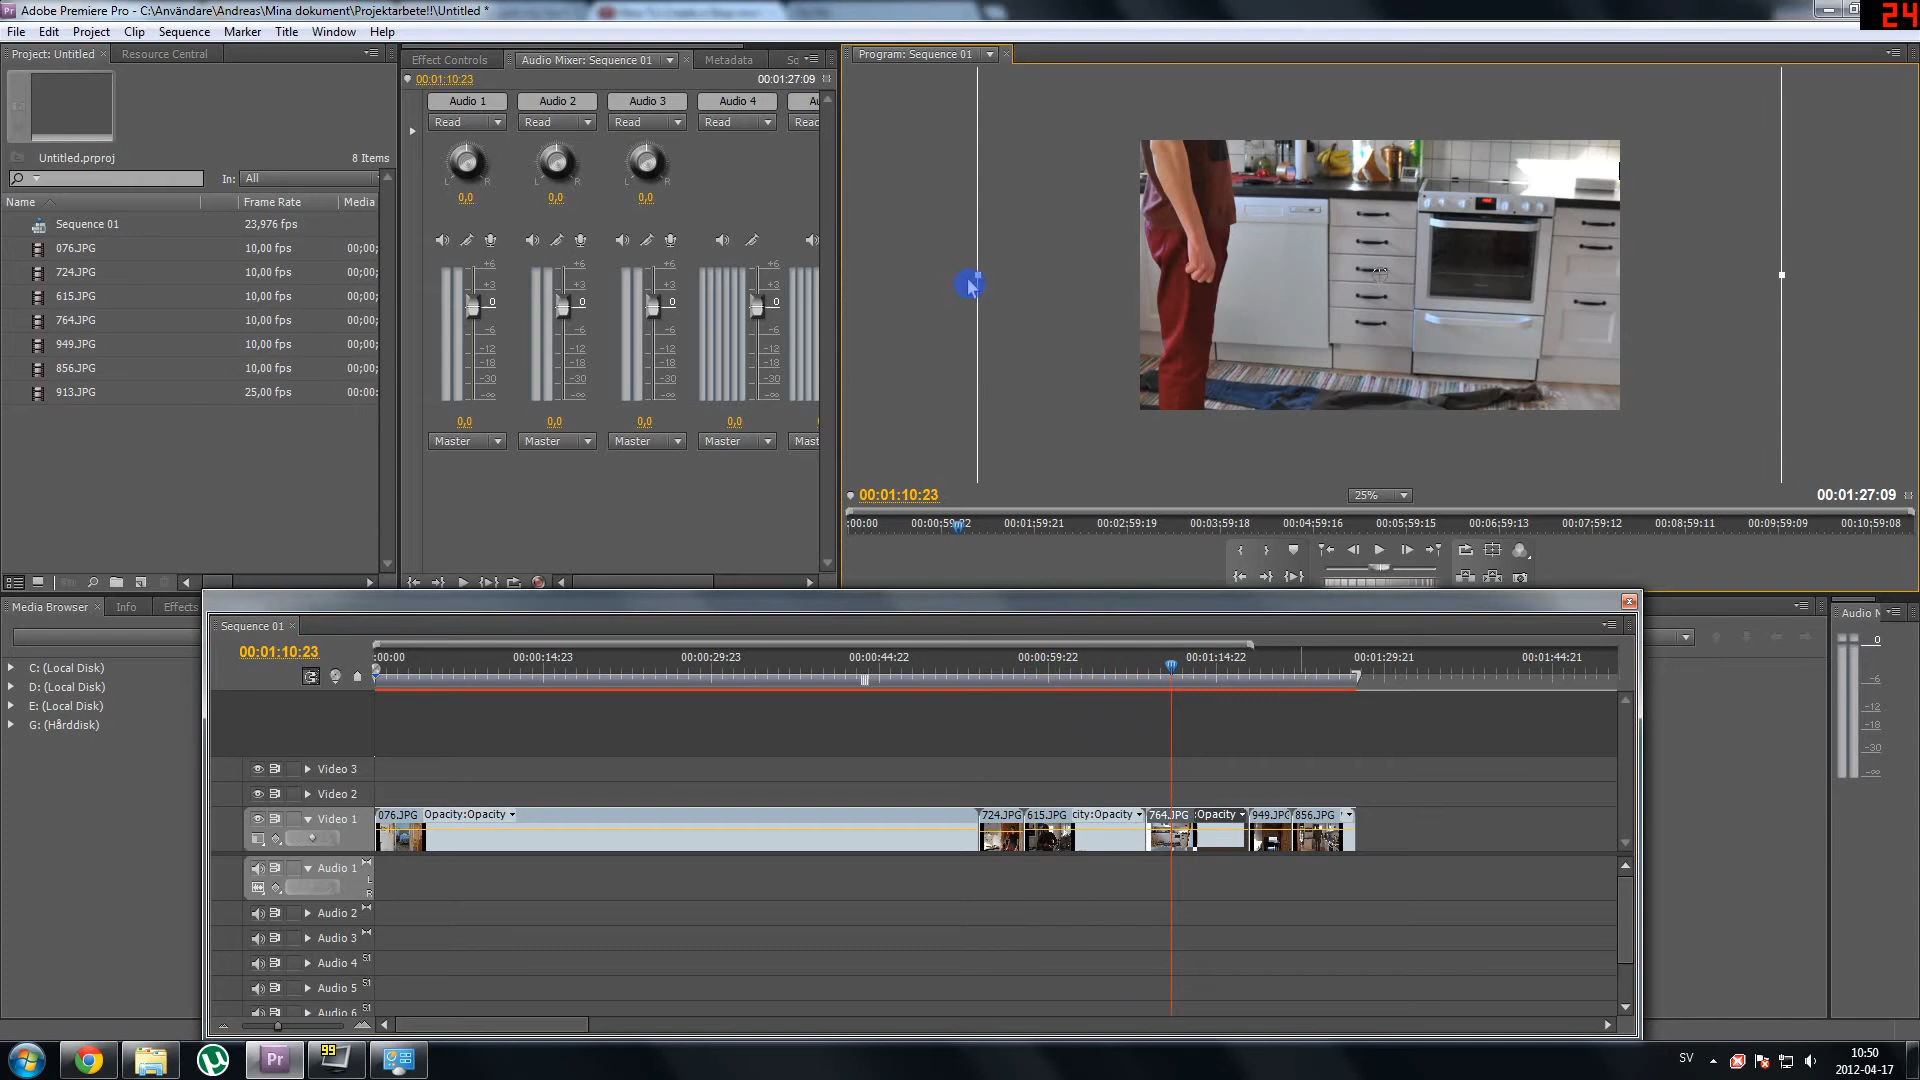 Adobe Premiere Pro - C:\Användare\Andreas\Mina dokument\Projektarbete!!\Untitled *
24
File Edit Project Clip Sequence Marker Title Window Help
Project: Untitled × Resource Central
Untitled.prproj 8 Items
In: All
Name Frame Rate Media
Sequence 01 23,976 fps
076.JPG 10,00 fps 00;00;
724.JPG 10,00 fps 00;00;
615.JPG 10,00 fps 00;00;
764.JPG 10,00 fps 00;00;
949.JPG 10,00 fps 00;00;
856.JPG 10,00 fps 00;00;
913.JPG 25,00 fps 00:00:
Effect Controls Audio Mixer: Sequence 01 × Metadata So
00:01:10:23 00:01:27:09
Audio 1 Audio 2 Audio 3 Audio 4 Au
Read Read Read Read Reac
L R L R L R
0,0 0,0 0,0
+6 +6 +6 +6
+3 +3 +3 +3
0 0 0 0
-6 -6 -6 -6
-12 -12 -12 -12
-18 -18 -18 -18
-30 -30 -30 -30
-∞ -∞ -∞ -∞
0,0 0,0 0,0 0,0
Master Master Master Master Mast
Program: Sequence 01 ×
00:01:10:23 25% 00:01:27:09
:00:00 00:00:59:22 00:01:59:21 00:02:59:19 00:03:59:18 00:04:59:16 00:05:59:15 00:06:59:13 00:07:59:12 00:08:59:11 00:09:59:09 00:10:59:08
Media Browser × Info Effects
C: (Local Disk)
D: (Local Disk)
E: (Local Disk)
G: (Hårddisk)
Sequence 01 ×
00:01:10:23
:00:00 00:00:14:23 00:00:29:23 00:00:44:22 00:00:59:22 00:01:14:22 00:01:29:21 00:01:44:21
Video 3
Video 2
Video 1
076.JPG Opacity:Opacity 724.JPG 615.JPG city:Opacity 764.JPG :Opacity 949.JPG 856.JPG
Audio 1
L
R
Audio 2
Audio 3
Audio 4 5.1
Audio 5 5.1
Audio 6 5.1
Audio M
0
-6
-12
-18
-30
-∞
Pr
99
SV
10:50
2012-04-17